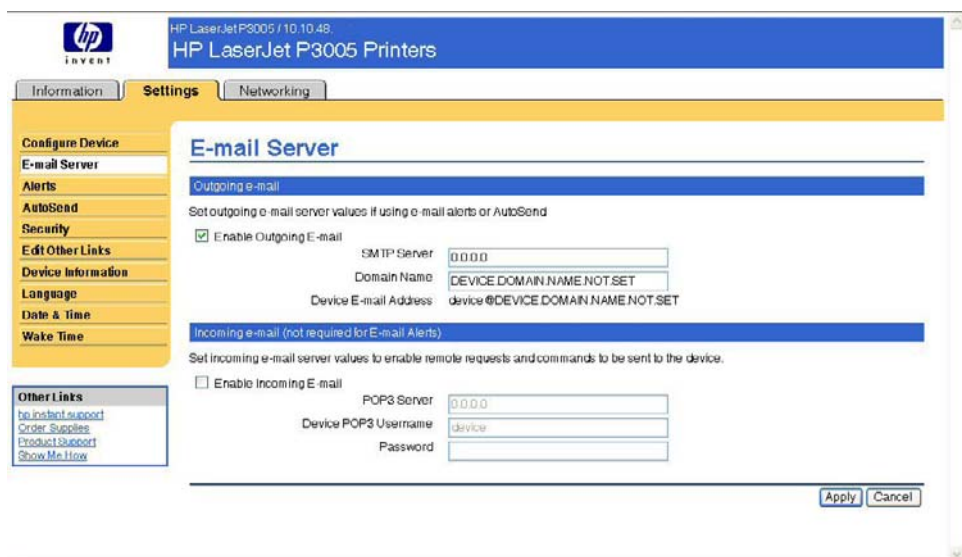 HP LaserJet P3005 / 10.10.48.
HP LaserJet P3005 Printers
hp
invent
Information
Settings
Networking
Configure Device
E-mail Server
Alerts
AutoSend
Security
Edit Other Links
Device Information
Language
Date & Time
Wake Time
Other Links
hp instant support
Order Supplies
Product Support
Show Me How
E-mail Server
Outgoing e-mail
Set outgoing e-mail server values if using e-mail alerts or AutoSend
Enable Outgoing E-mail
SMTP Server 0.0.0.0
Domain Name DEVICE.DOMAIN.NAME.NOT.SET
Device E-mail Address device@DEVICE.DOMAIN.NAME.NOT.SET
Incoming e-mail (not required for E-mail Alerts)
Set incoming e-mail server values to enable remote requests and commands to be sent to the device.
Enable Incoming E-mail
POP3 Server 0.0.0.0
Device POP3 Username device
Password
Apply Cancel